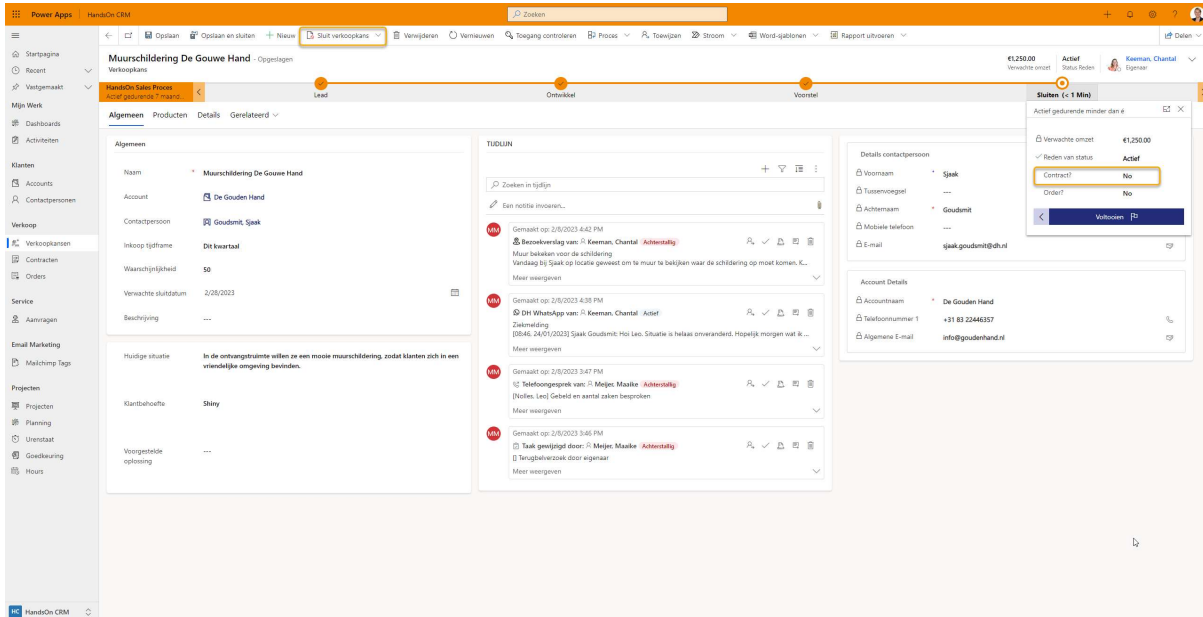 Power Apps HandsOn CRM Zoeken
Opslaan Opslaan en sluiten Nieuw Sluit verkoopkans Verwijderen Vernieuwen Toegang controleren Proces Toewijzen Stroom Word-sjablonen Rapport uitvoeren Delen
Startpagina
Recent
Vastgemaakt
Mijn Werk
Dashboards
Activiteiten
Klanten
Accounts
Contactpersonen
Verkoop
Verkoopkansen
Contracten
Orders
Service
Aanvragen
Email Marketing
Mailchimp Tags
Projecten
Projecten
Planning
Urenstaat
Goedkeuring
Hours
HC HandsOn CRM
Muurschildering De Gouwe Hand - Opgeslagen
Verkoopkans
€1,250.00 Actief Keeman, Chantal
Verwachte omzet Status Reden Eigenaar
HandsOn Sales Proces
Actief gedurende 7 maand...
Lead Ontwikkel Voorstel Sluiten (< 1 Min)
Algemeen Producten Details Gerelateerd
Algemeen
Naam * Muurschildering De Gouwe Hand
Account De Gouden Hand
Contactpersoon Goudsmit, Sjaak
Inkoop tijdframe Dit kwartaal
Waarschijnlijkheid 50
Verwachte sluitdatum 2/28/2023
Beschrijving ---
Huidige situatie In de ontvangstruimte willen ze een mooie muurschildering, zodat klanten zich in een
vriendelijke omgeving bevinden.
Klantbehoefte Shiny
Voorgestelde ---
oplossing
TIJDLIJN
Zoeken in tijdlijn
Een notitie invoeren...
MM Gemaakt op: 2/8/2023 4:42 PM
Bezoekverslag van: Keeman, Chantal Achterstallig
Muur bekeken voor de schildering
Vandaag bij Sjaak op locatie geweest om te muur te bekijken waar de schildering op moet komen. K...
Meer weergeven
MM Gemaakt op: 2/8/2023 4:38 PM
DH WhatsApp van: Keeman, Chantal Actief
Ziekmelding
[08:46, 24/01/2023] Sjaak Goudsmit: Hoi Leo. Situatie is helaas onveranderd. Hopelijk morgen wat ik ...
Meer weergeven
MM Gemaakt op: 2/8/2023 3:47 PM
Telefoongesprek van: Meijer, Maaike Achterstallig
[Nolles, Leo] Gebeld en aantal zaken besproken
Meer weergeven
MM Gemaakt op: 2/8/2023 3:46 PM
Taak gewijzigd door: Meijer, Maaike Achterstallig
Terugbelverzoek door eigenaar
Meer weergeven
Details contactpersoon
Voornaam * Sjaak
Tussenvoegsel ---
Achternaam * Goudsmit
Mobiele telefoon ---
E-mail sjaak.goudsmit@dh.nl
Account Details
Accountnaam * De Gouden Hand
Telefoonnummer 1 +31 83 22446357
Algemene E-mail info@goudenhand.nl
Actief gedurende minder dan é
Verwachte omzet €1,250.00
Reden van status Actief
Contract? No
Order? No
Voltooien